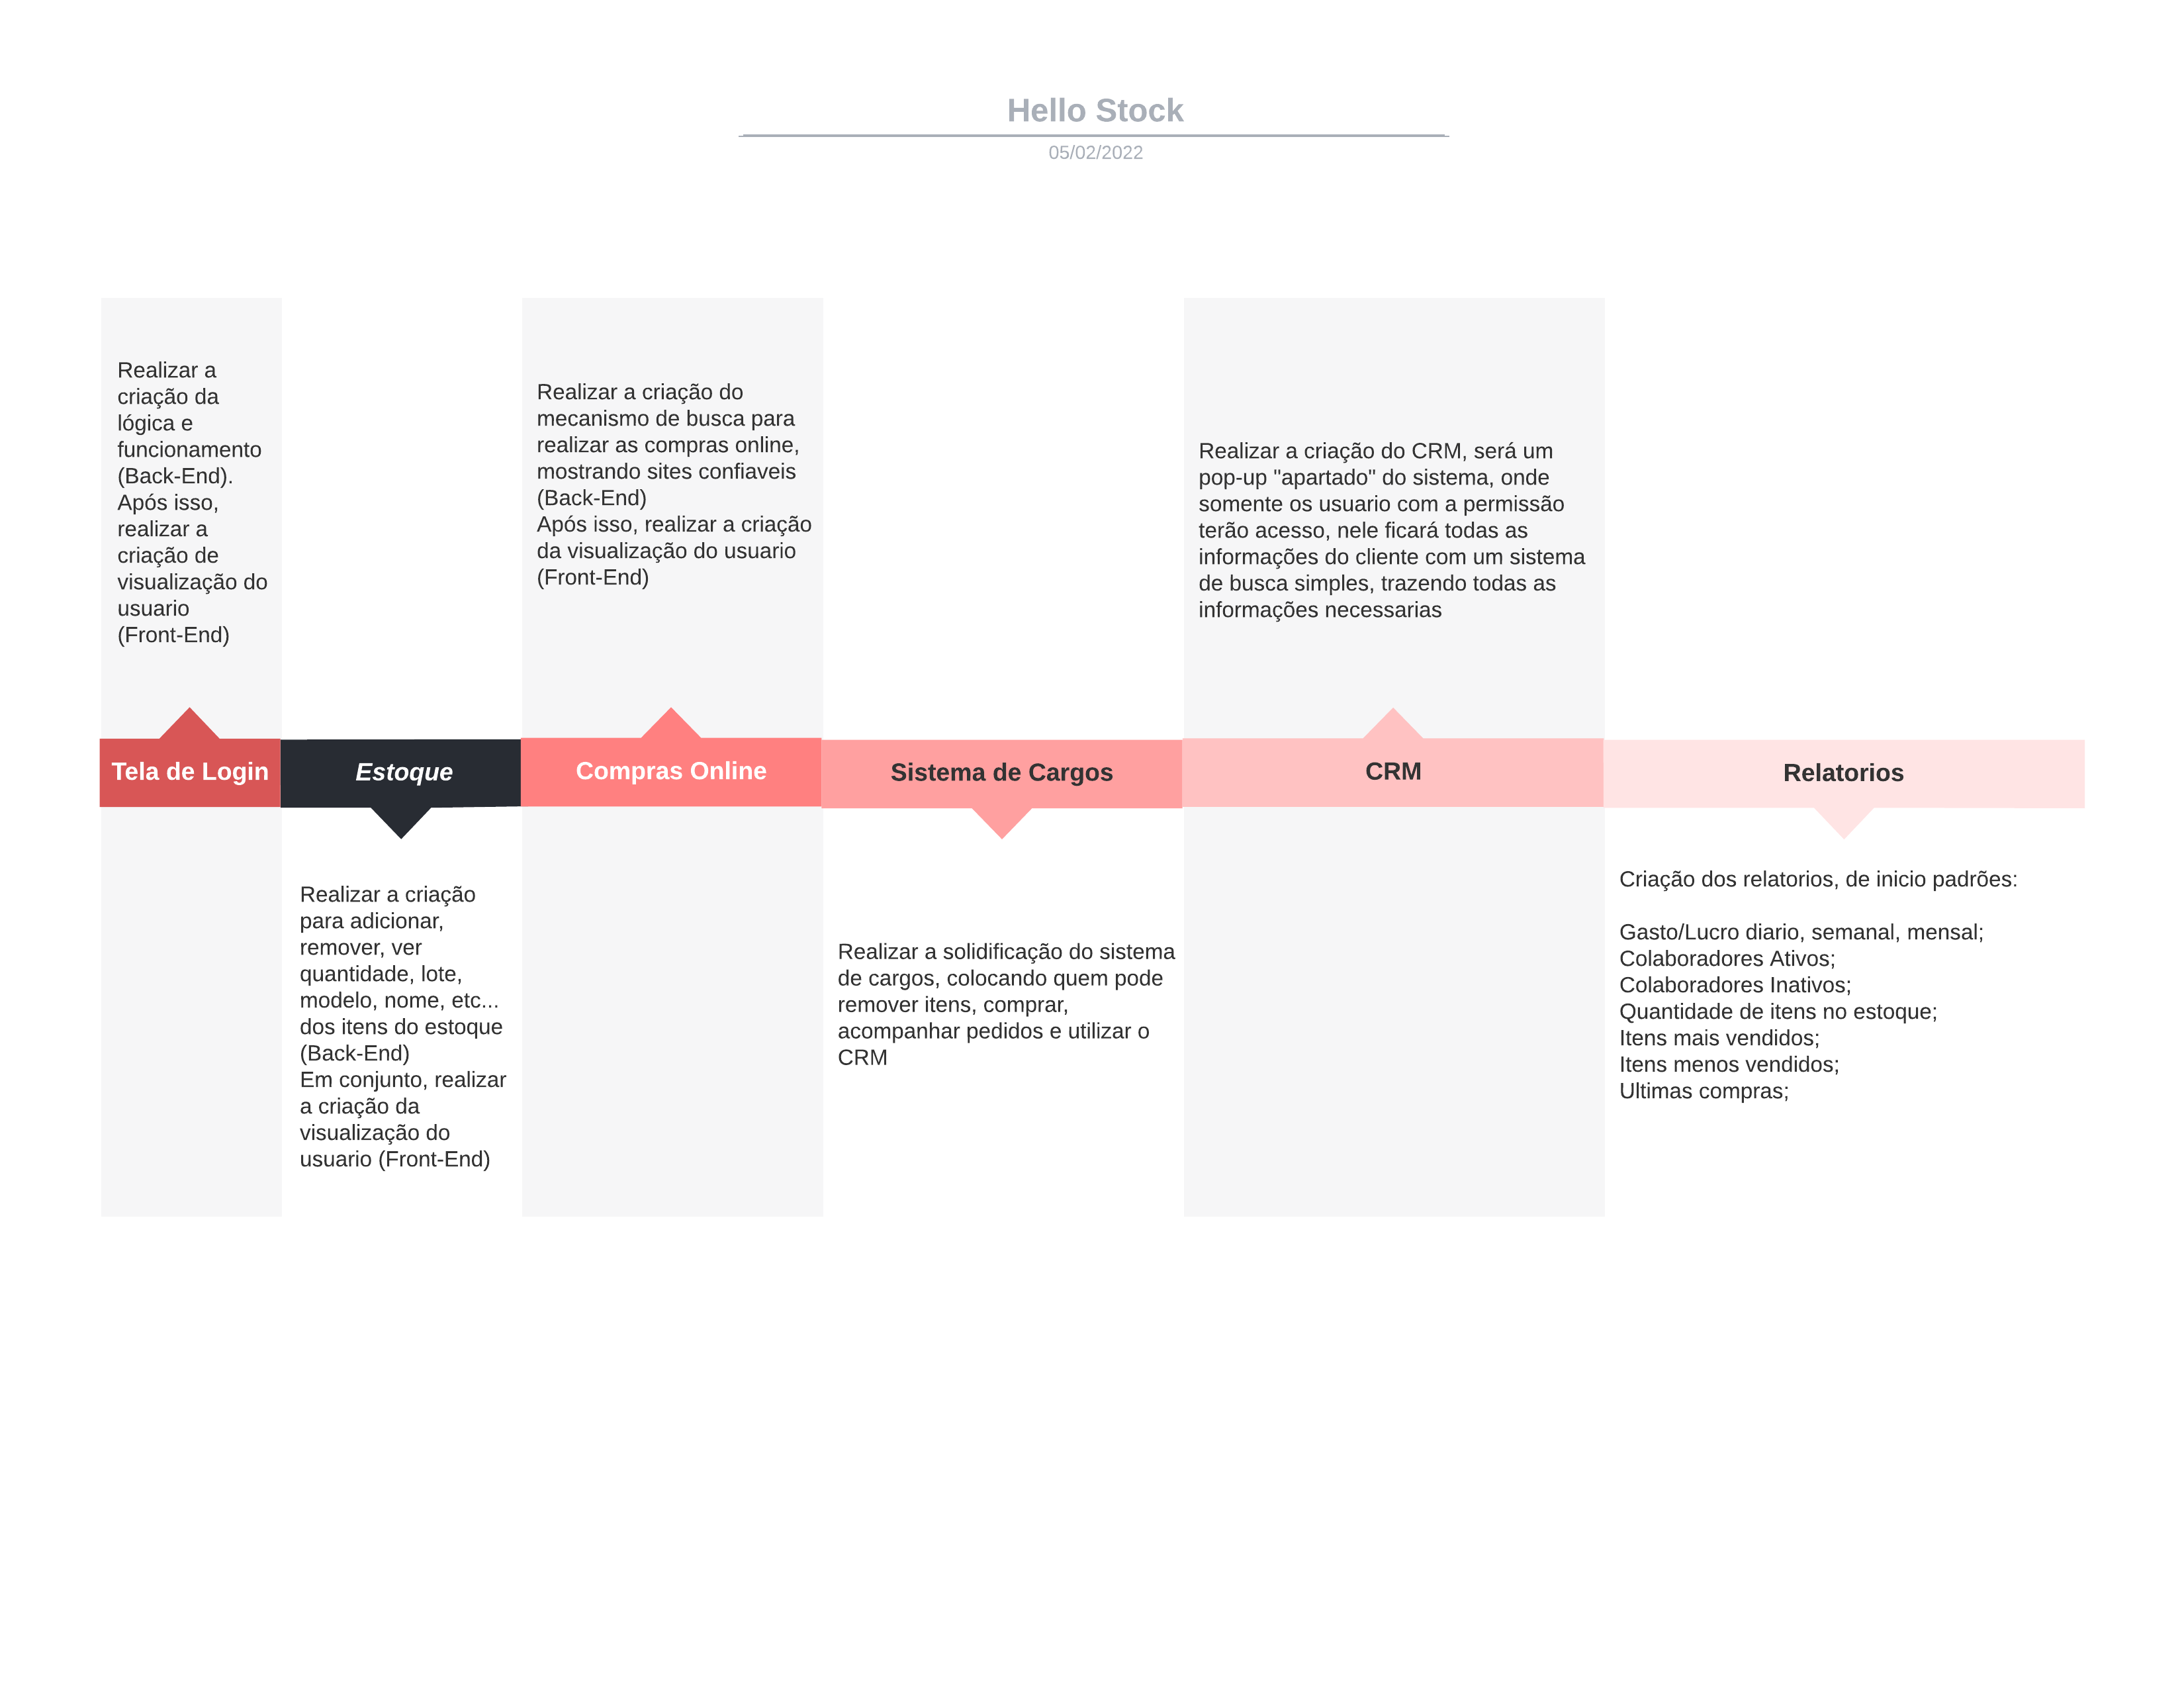 Hello Stock
05/02/2022
Realizar a
criação da
lógica e
funcionamento
(Back-End).
Após isso,
realizar a
criação de
visualização do
usuario
(Front-End)
Realizar a criação do
mecanismo de busca para
realizar as compras online,
mostrando sites confiaveis
(Back-End)
Após isso, realizar a criação
da visualização do usuario
(Front-End)
Realizar a criação do CRM, será um
pop-up "apartado" do sistema, onde
somente os usuario com a permissão
terão acesso, nele ficará todas as
informações do cliente com um sistema
de busca simples, trazendo todas as
informações necessarias
Tela de Login
Estoque
Compras Online
Sistema de Cargos
CRM
Relatorios
Realizar a criação
para adicionar,
remover, ver
quantidade, lote,
modelo, nome, etc...
dos itens do estoque
(Back-End)
Em conjunto, realizar
a criação da
visualização do
usuario (Front-End)
Realizar a solidificação do sistema
de cargos, colocando quem pode
remover itens, comprar,
acompanhar pedidos e utilizar o
CRM
Criação dos relatorios, de inicio padrões:
Gasto/Lucro diario, semanal, mensal;
Colaboradores Ativos;
Colaboradores Inativos;
Quantidade de itens no estoque;
Itens mais vendidos;
Itens menos vendidos;
Ultimas compras;